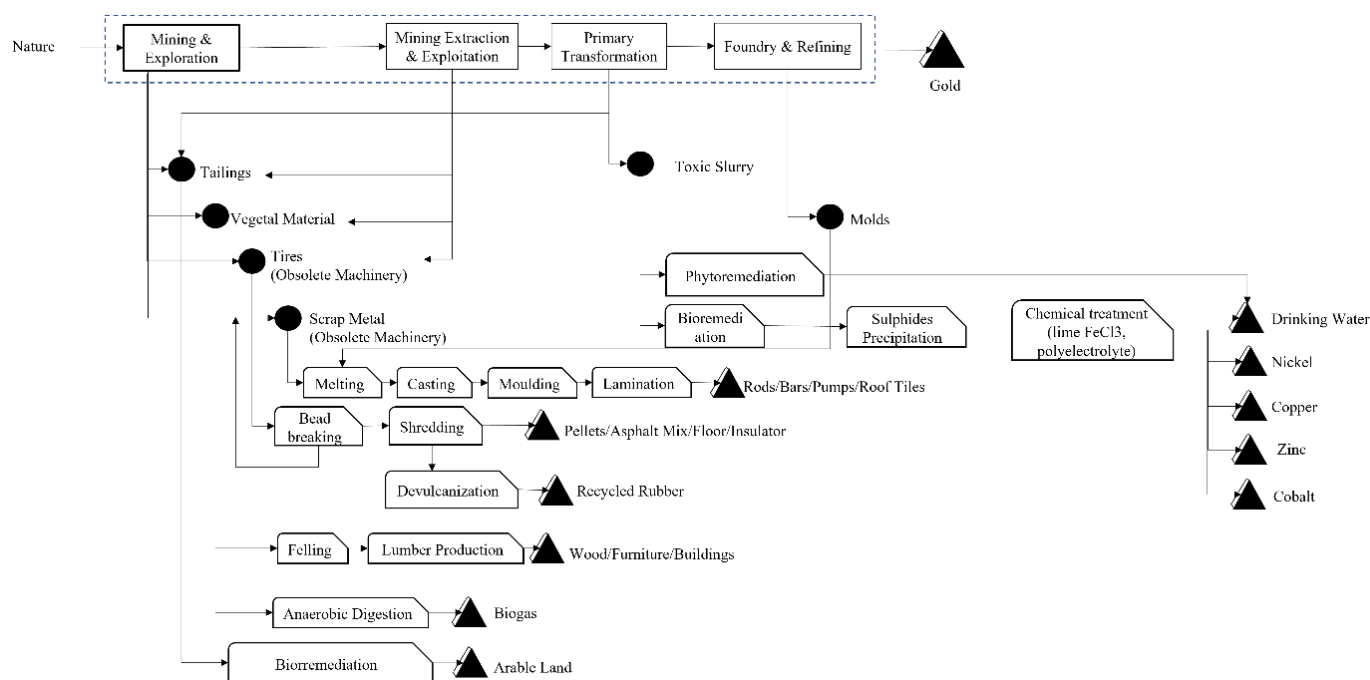 Nature
Mining &
Exploration
Mining Extraction
& Exploitation
Primary
Transformation
Foundry & Refining
Gold
Tailings
Toxic Slurry
Vegetal Material
Molds
Tires
(Obsolete Machinery)
Phytoremediation
Scrap Metal
(Obsolete Machinery)
Bioremedi
ation
Sulphides
Precipitation
Chemical treatment
(lime FeCl3,
polyelectrolyte)
Drinking Water
Nickel
Melting
Casting
Moulding
Lamination
Rods/Bars/Pumps/Roof Tiles
Copper
Bead
breaking
Shredding
Pellets/Asphalt Mix/Floor/Insulator
Zinc
Devulcanization
Recycled Rubber
Cobalt
Felling
Lumber Production
Wood/Furniture/Buildings
Anaerobic Digestion
Biogas
Biorremediation
Arable Land